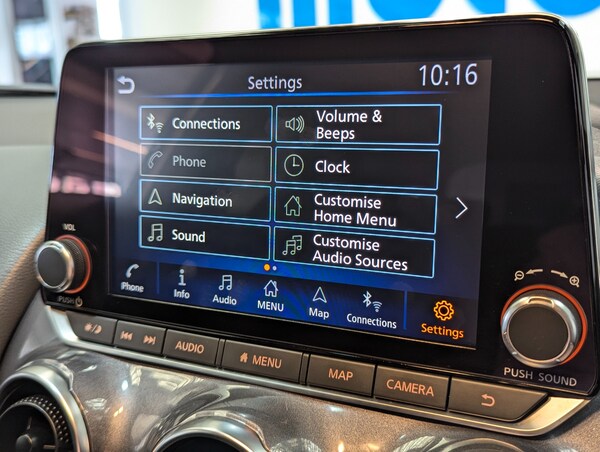 Settings
10:16
Connections
Volume &
Beeps
Phone
Clock
Navigation
Customise
Home Menu
Sound
Customise
Audio Sources
Phone
Info
Audio
MENU
Map
Connections
Settings
VOL
PUSH
AUDIO
MENU
MAP
CAMERA
PUSH SOUND